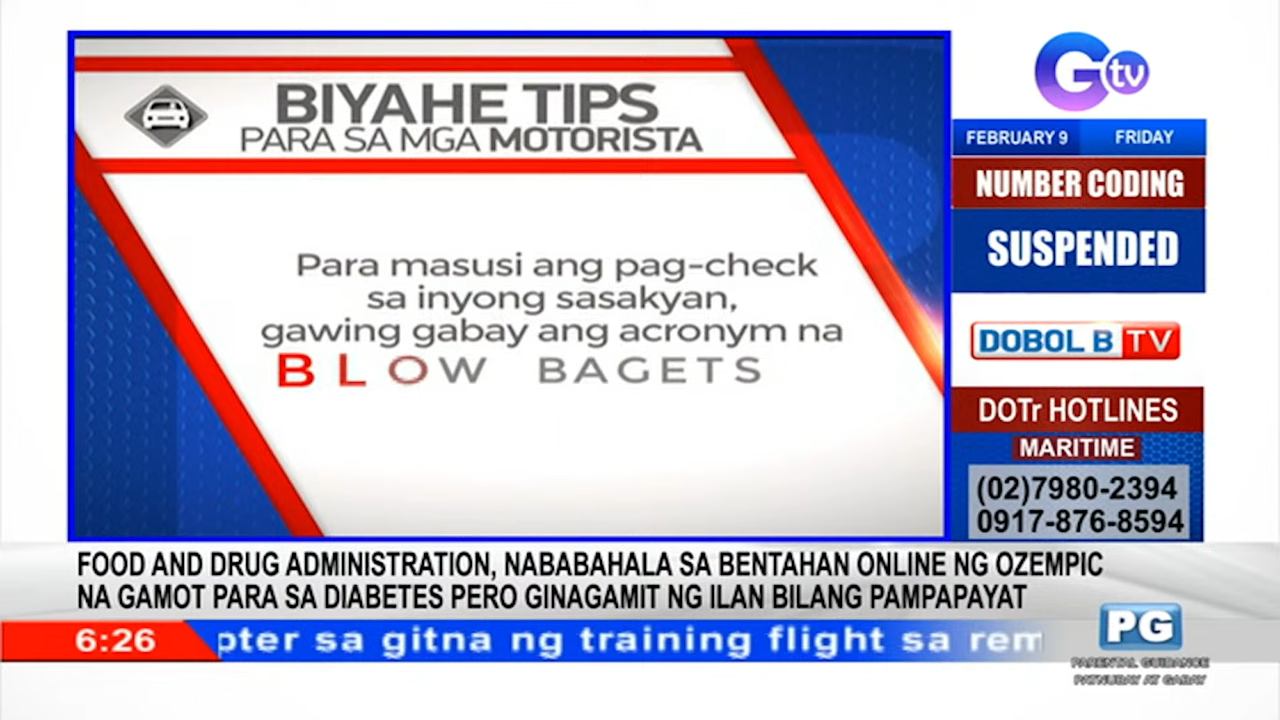 BIYAHE TIPS
PARA SA MGA MOTORISTA
Para masusi ang pag-check
sa inyong sasakyan,
gawing gabay ang acronym na
BLOW BAGETS
Gtv
FEBRUARY 9 FRIDAY
NUMBER CODING
SUSPENDED
DOBOL B TV
DOTr HOTLINES
MARITIME
(02)7980-2394
0917-876-8594
FOOD AND DRUG ADMINISTRATION, NABABAHALA SA BENTAHAN ONLINE NG OZEMPIC
NA GAMOT PARA SA DIABETES PERO GINAGAMIT NG ILAN BILANG PAMPAPAYAT
6:26 pter sa gitna ng training flight sa rem
PG
PARENTAL GUIDANCE
PATNUBAY AT GABAY